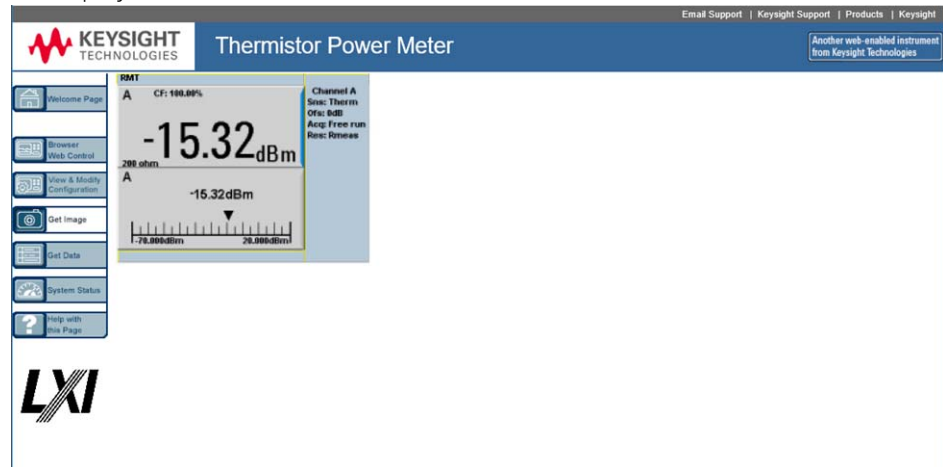 Email Support | Keysight Support | Products | Keysight
KEYSIGHT
TECHNOLOGIES
Thermistor Power Meter
Another web-enabled instrument
from Keysight Technologies
Welcome Page
Browser
Web Control
View & Modify
Configuration
Get Image
Get Data
System Status
Help with
this Page
LXI
RMT
A CF: 100.00%
-15.32dBm
200 ohm
A
-15.32dBm
-70.000dBm 20.000dBm
Channel A
Sns: Therm
Ofs: 0dB
Acq: Free run
Res: Rmeas